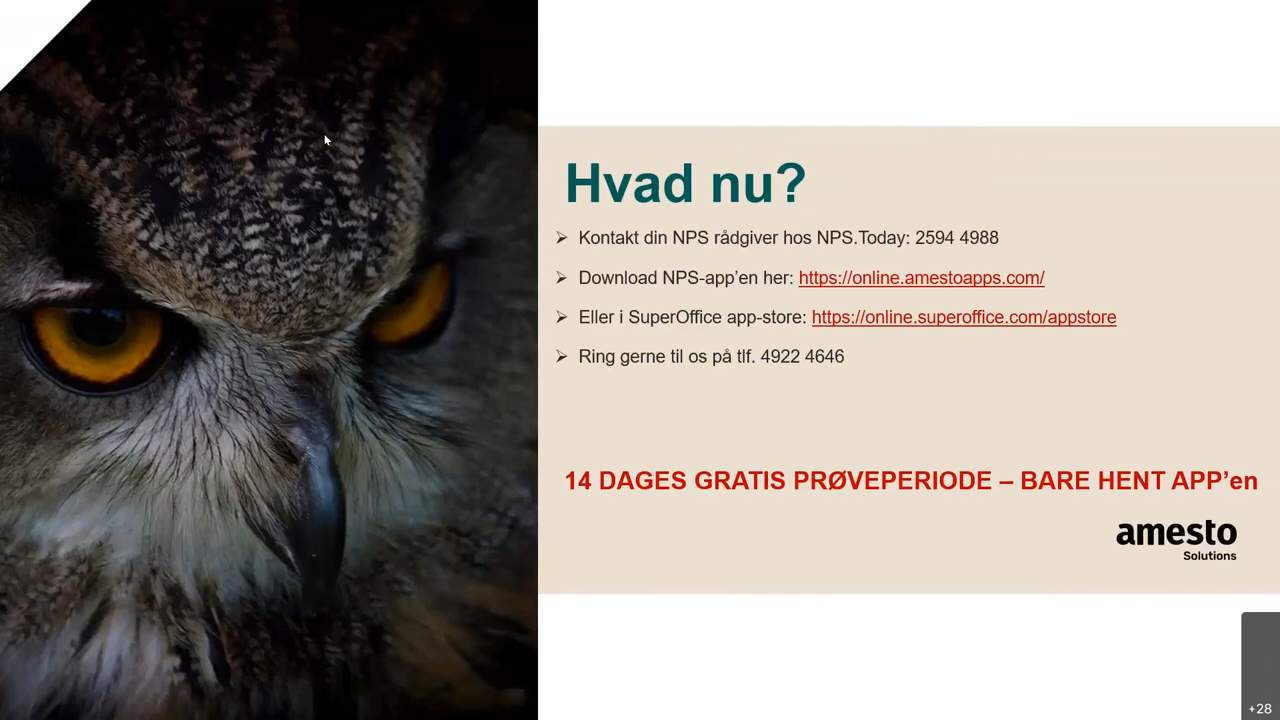 Hvad nu?
➢ Kontakt din NPS rådgiver hos NPS.Today: 2594 4988
➢ Download NPS-app’en her: https://online.amestoapps.com/
➢ Eller i SuperOffice app-store: https://online.superoffice.com/appstore
➢ Ring gerne til os på tlf. 4922 4646
14 DAGES GRATIS PRØVEPERIODE – BARE HENT APP’en
amesto
Solutions
+28